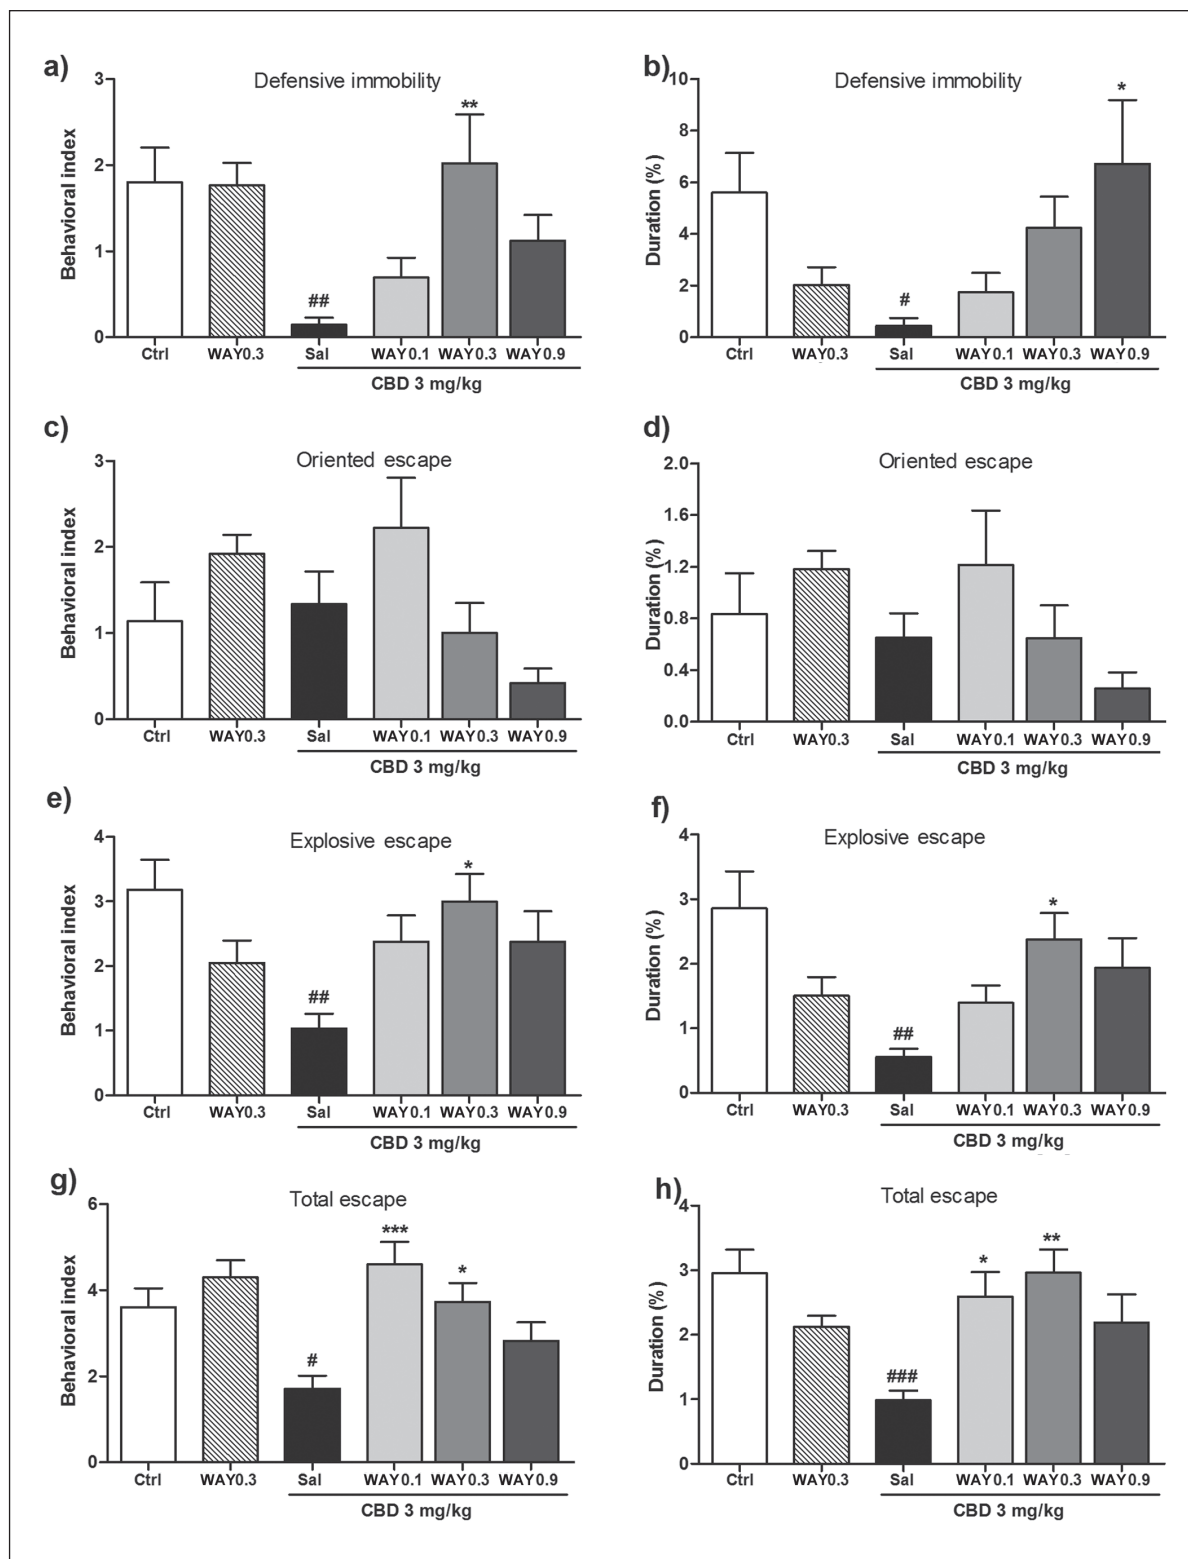 a)
Defensive immobility
Behavioral index
3
2
1
0
**
##
Ctrl WAY0.3 Sal WAY0.1 WAY0.3 WAY0.9
CBD 3 mg/kg
b)
Defensive immobility
Duration (%)
10
8
6
4
2
0
*
#
Ctrl WAY0.3 Sal WAY0.1 WAY0.3 WAY0.9
CBD 3 mg/kg
c)
Oriented escape
Behavioral index
3
2
1
0
Ctrl WAY0.3 Sal WAY0.1 WAY0.3 WAY0.9
CBD 3 mg/kg
d)
Oriented escape
Duration (%)
2.0
1.6
1.2
0.8
0.4
0.0
Ctrl WAY0.3 Sal WAY0.1 WAY0.3 WAY0.9
CBD 3 mg/kg
e)
Explosive escape
Behavioral index
4
3
2
1
0
*
##
Ctrl WAY0.3 Sal WAY0.1 WAY0.3 WAY0.9
CBD 3 mg/kg
f)
Explosive escape
Duration (%)
4
3
2
1
0
*
##
Ctrl WAY0.3 Sal WAY0.1 WAY0.3 WAY0.9
CBD 3 mg/kg
g)
Total escape
Behavioral index
6
4
2
0
***
*
#
Ctrl WAY0.3 Sal WAY0.1 WAY0.3 WAY0.9
CBD 3 mg/kg
h)
Total escape
Duration (%)
4
3
2
1
0
**
*
###
Ctrl WAY0.3 Sal WAY0.1 WAY0.3 WAY0.9
CBD 3 mg/kg